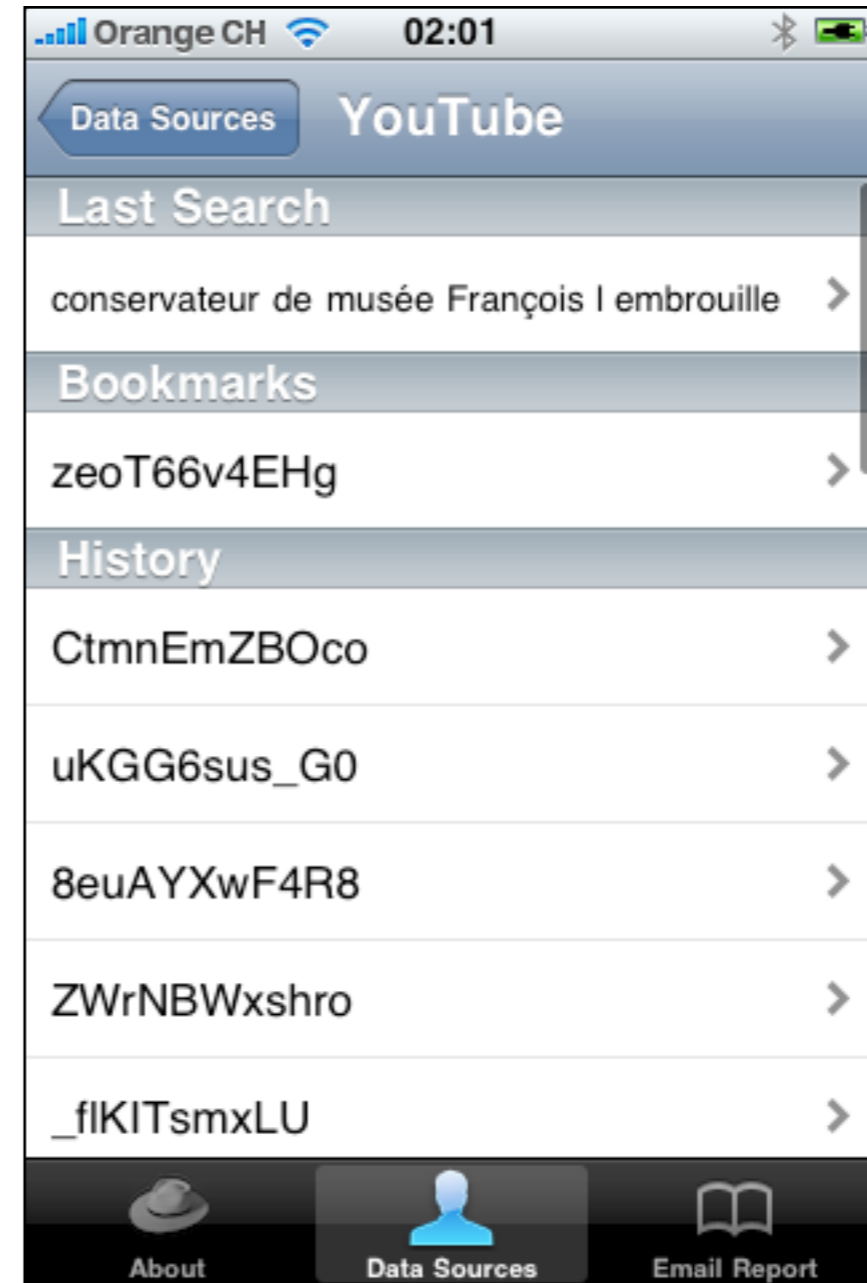 Orange CH 02:01
Data Sources YouTube
Last Search
conservateur de musée François I embrouille
Bookmarks
zeoT66v4EHg
History
CtmnEmZBOco
uKGG6sus_G0
8euAYXwF4R8
ZWrNBWxshro
_flKITsmxLU
About Data Sources Email Report